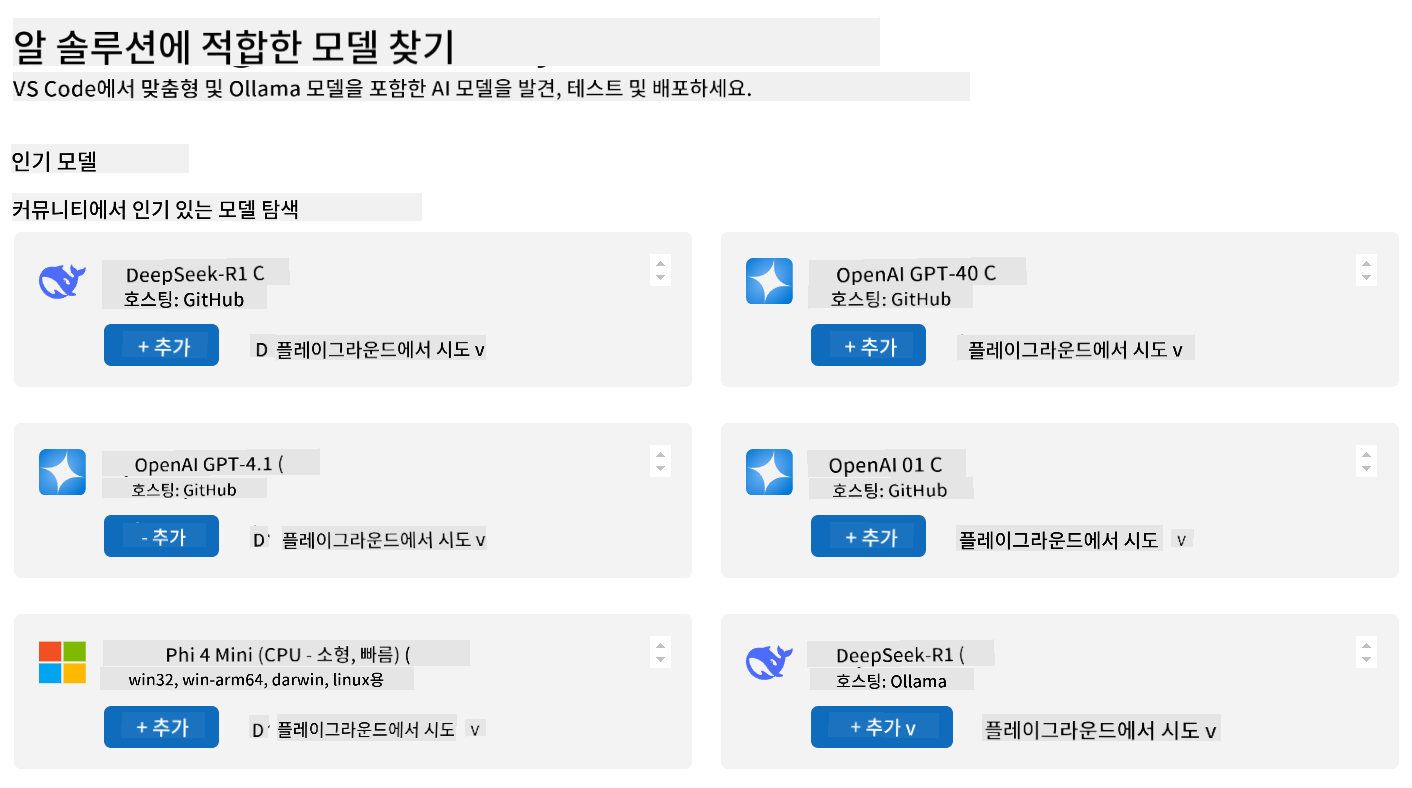 알 솔루션에 적합한 모델 찾기
VS Code에서 맞춤형 및 Ollama 모델을 포함한 AI 모델을 발견, 테스트 및 배포하세요.
인기 모델
커뮤니티에서 인기 있는 모델 탐색
DeepSeek-R1 C
호스팅: GitHub
+ 추가
D 플레이그라운드에서 시도 v
OpenAI GPT-40 C
호스팅: GitHub
+ 추가
플레이그라운드에서 시도 v
OpenAI GPT-4.1 (
호스팅: GitHub
- 추가
D 플레이그라운드에서 시도 v
OpenAI 01 C
호스팅: GitHub
+ 추가
플레이그라운드에서 시도 v
Phi 4 Mini (CPU - 소형, 빠름) (
win32, win-arm64, darwin, linux용
+ 추가
D 플레이그라운드에서 시도 v
DeepSeek-R1 (
호스팅: Ollama
+ 추가 v
플레이그라운드에서 시도 v